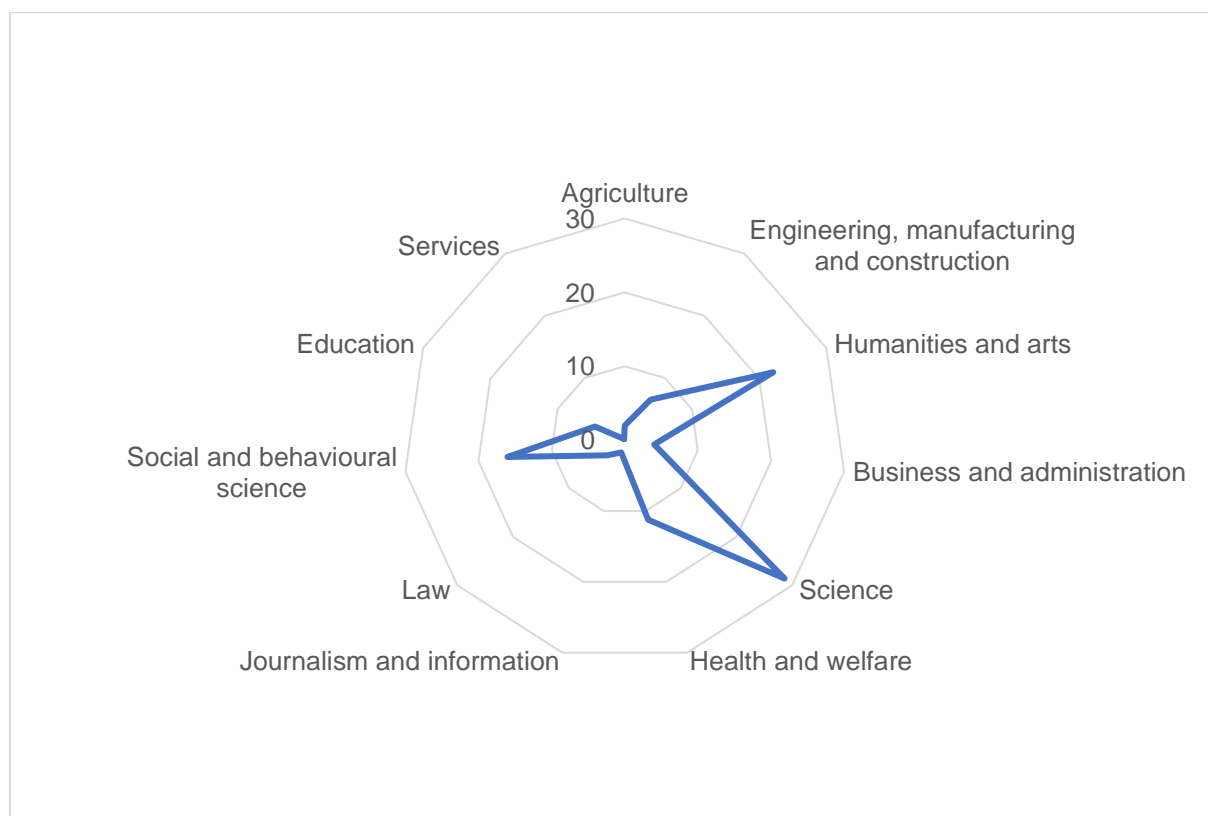 Agriculture
30
Services
Engineering, manufacturing
and construction
20
Education
Humanities and arts
10
0
Social and behavioural
science
Business and administration
Law
Science
Journalism and information
Health and welfare